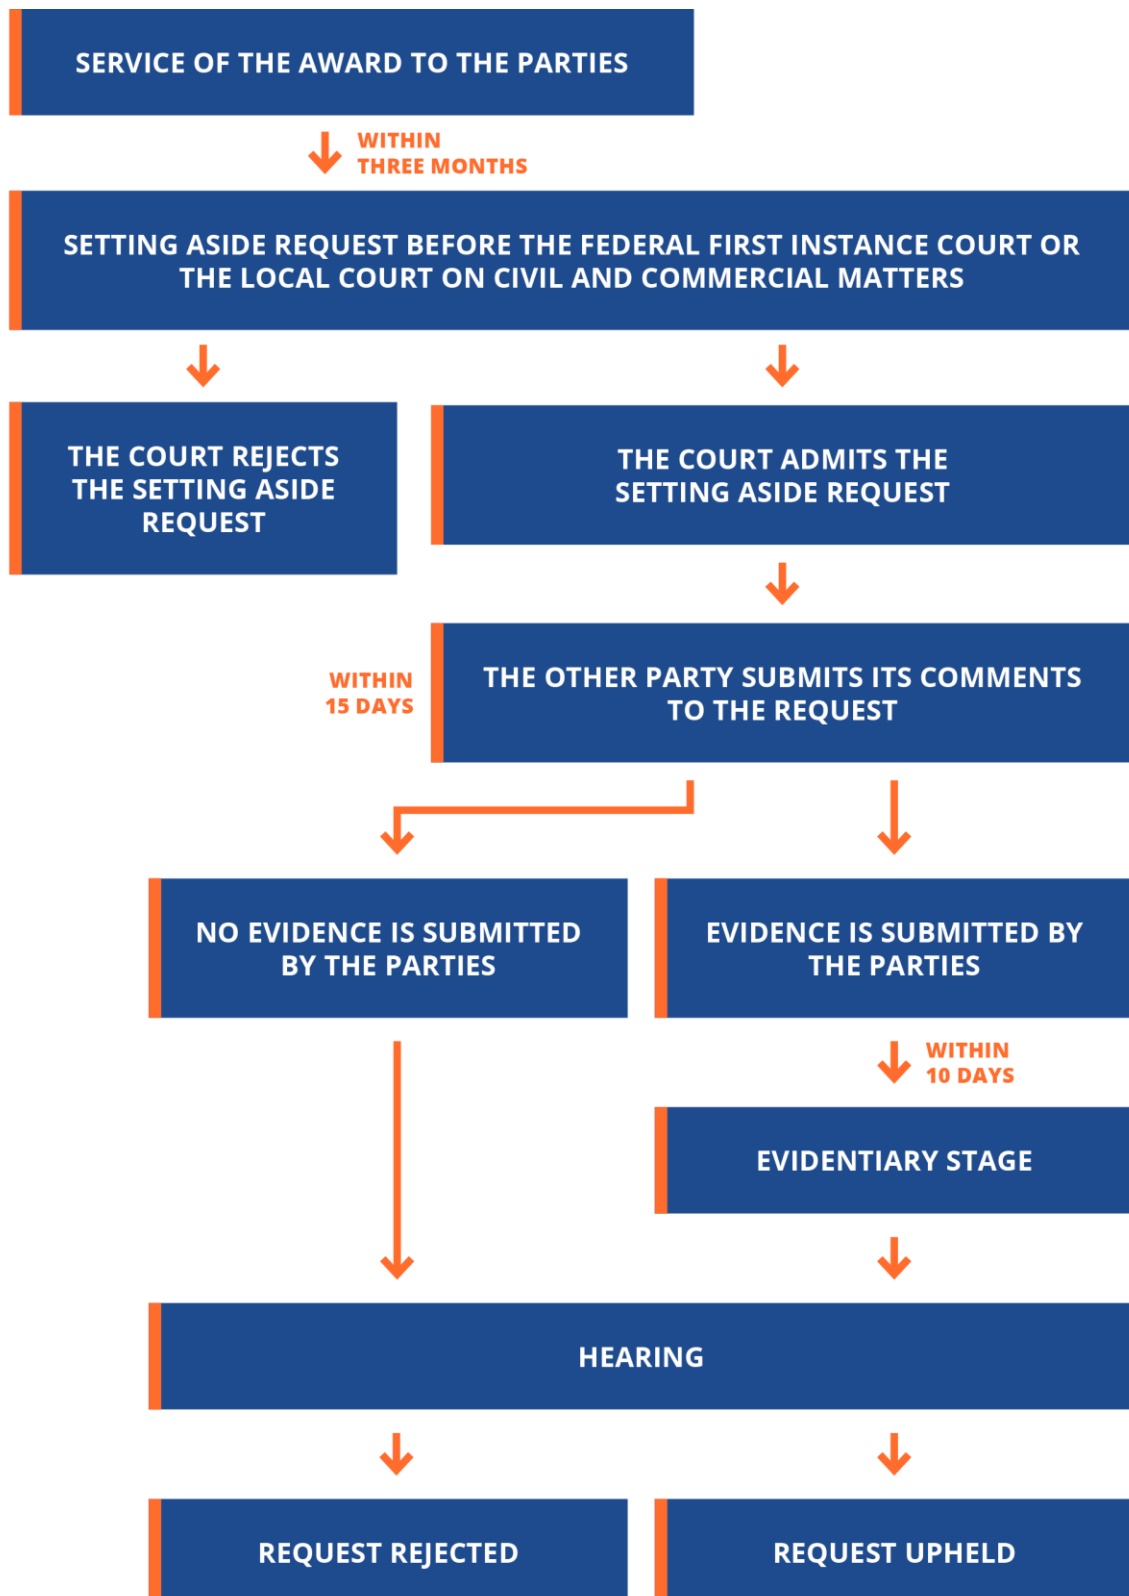 SERVICE OF THE AWARD TO THE PARTIES
WITHIN
THREE MONTHS
SETTING ASIDE REQUEST BEFORE THE FEDERAL FIRST INSTANCE COURT OR
THE LOCAL COURT ON CIVIL AND COMMERCIAL MATTERS
THE COURT REJECTS
THE SETTING ASIDE
REQUEST
THE COURT ADMITS THE
SETTING ASIDE REQUEST
WITHIN
15 DAYS
THE OTHER PARTY SUBMITS ITS COMMENTS
TO THE REQUEST
NO EVIDENCE IS SUBMITTED
BY THE PARTIES
EVIDENCE IS SUBMITTED BY
THE PARTIES
WITHIN
10 DAYS
EVIDENTIARY STAGE
HEARING
REQUEST REJECTED
REQUEST UPHELD